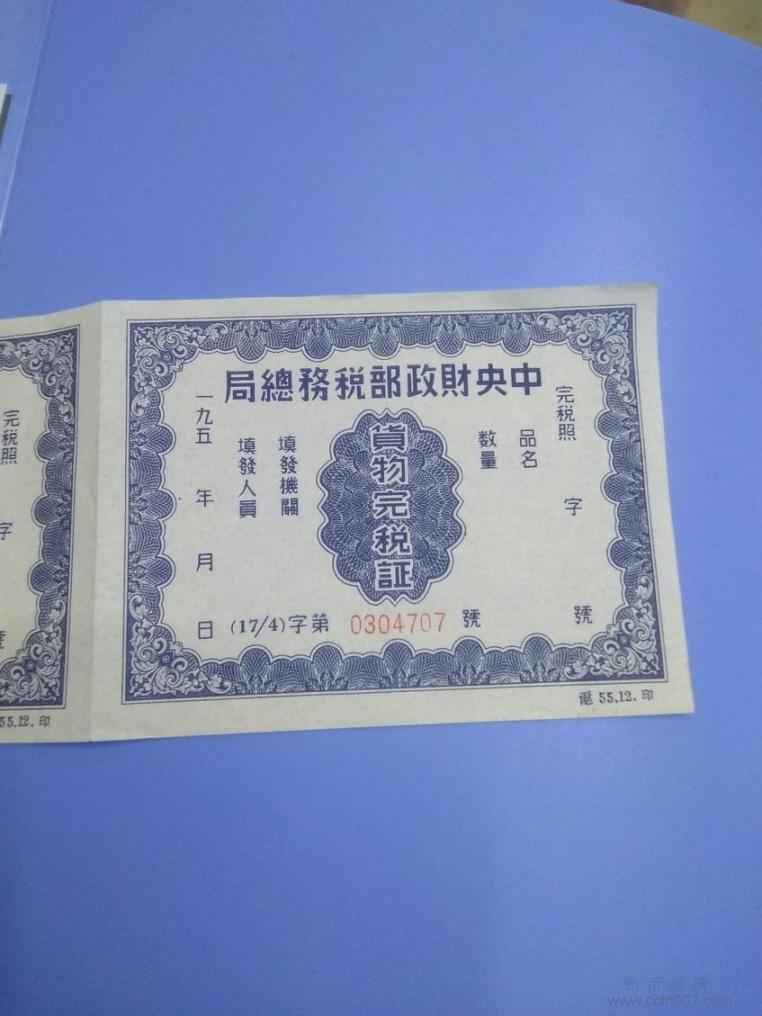 中央財政部税務總局
完税照 字 號
品名
数量
貨物完税証
填發機關
填發人員
一九五 年 月 日
(17/4)字第 0304707 號
滬 55.12. 印
完税照 字
55.12. 印
www.coin007.com